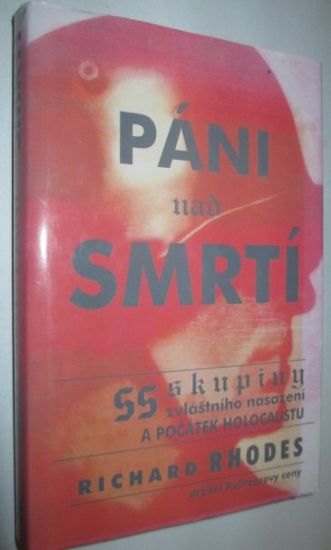 PÁNI
nad
SMRTÍ
SS skupiny
zvláštního nasazení
A POČÁTEK HOLOCAUSTU
RICHARD RHODES
držitel Pulitzerovy ceny